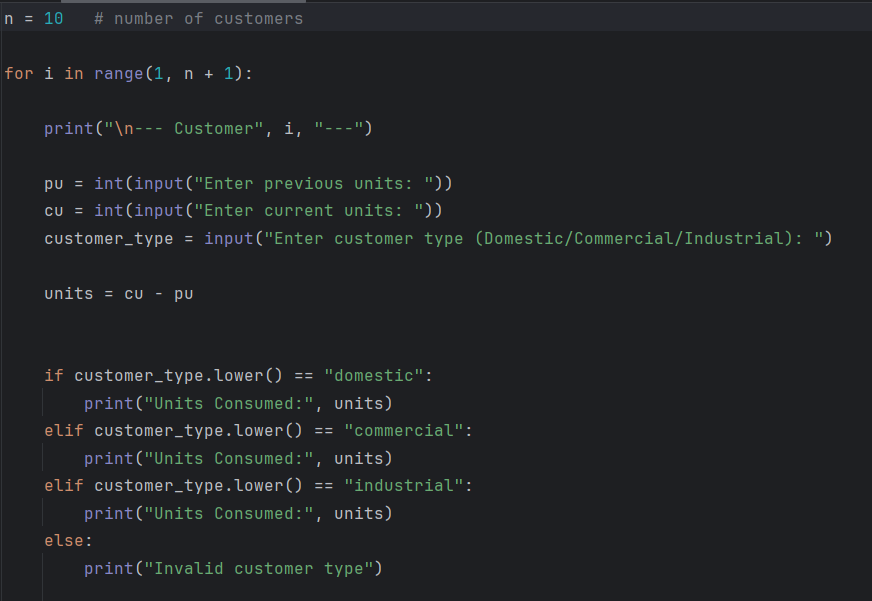 n = 10   # number of customers
for i in range(1, n + 1):
    print("\n--- Customer", i, "---")
    pu = int(input("Enter previous units: "))
    cu = int(input("Enter current units: "))
    customer_type = input("Enter customer type (Domestic/Commercial/Industrial): ")
    units = cu - pu
    if customer_type.lower() == "domestic":
        print("Units Consumed:", units)
    elif customer_type.lower() == "commercial":
        print("Units Consumed:", units)
    elif customer_type.lower() == "industrial":
        print("Units Consumed:", units)
    else:
        print("Invalid customer type")